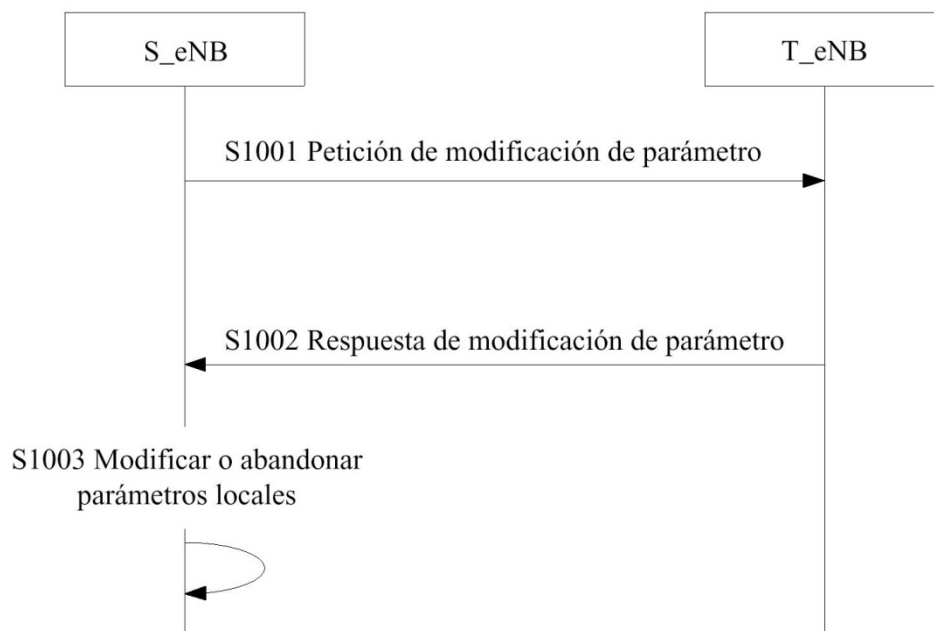 S_eNB
T_eNB
S1001 Petición de modificación de parámetro
S1002 Respuesta de modificación de parámetro
S1003 Modificar o abandonar
parámetros locales